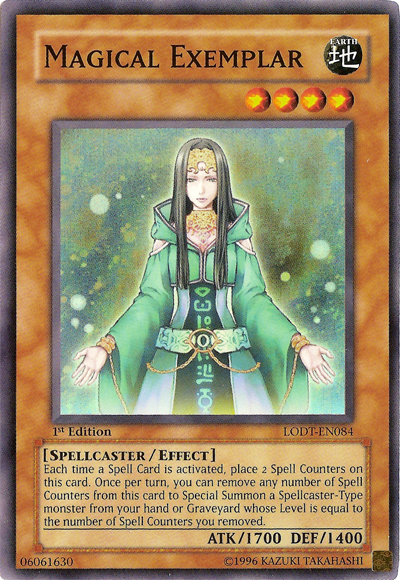 MAGICAL EXEMPLAR
EARTH
地
1st Edition
LODT-EN084
[SPELLCASTER / EFFECT]
Each time a Spell Card is activated, place 2 Spell Counters on
this card. Once per turn, you can remove any number of Spell
Counters from this card to Special Summon a Spellcaster-Type
monster from your hand or Graveyard whose Level is equal to
the number of Spell Counters you removed.
ATK/1700 DEF/1400
06061630
©1996 KAZUKI TAKAHASHI